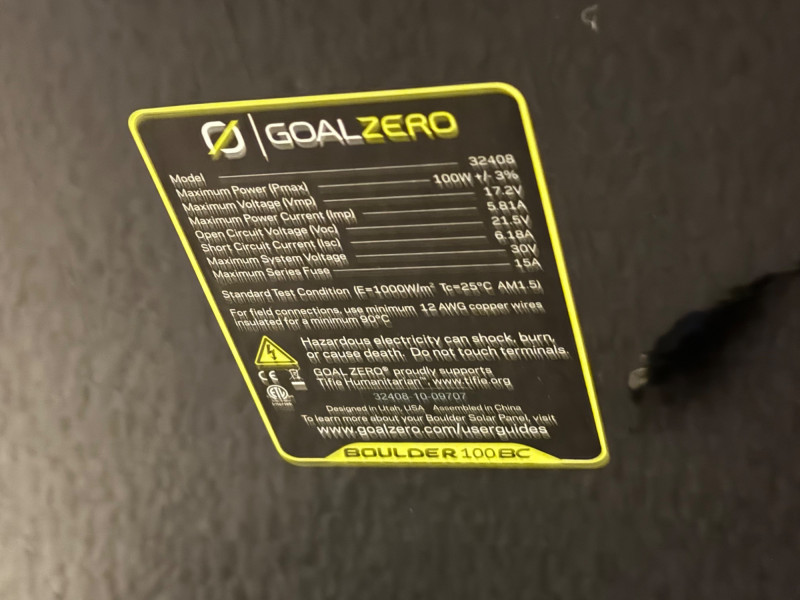 GOALZERO
Model 32408
Maximum Power (Pmax) 100W +/- 3%
Maximum Voltage (Vmp) 17.2V
Maximum Power Current (Imp) 5.81A
Open Circuit Voltage (Voc) 21.5V
Short Circuit Current (Isc) 6.18A
Maximum System Voltage 30V
Maximum Series Fuse 15A
Standard Test Condition (E=1000W/m² Tc=25°C AM1.5)
For field connections, use minimum 12 AWG copper wires
insulated for a minimum 90°C
Hazardous electricity can shock, burn,
or cause death. Do not touch terminals.
CE
GOAL ZERO® proudly supports
Tifie Humanitarian™, www.tifie.org
32408-10-09707
Designed in Utah, USA Assembled in China
To learn more about your Boulder Solar Panel, visit
www.goalzero.com/userguides
BOULDER 100 BC